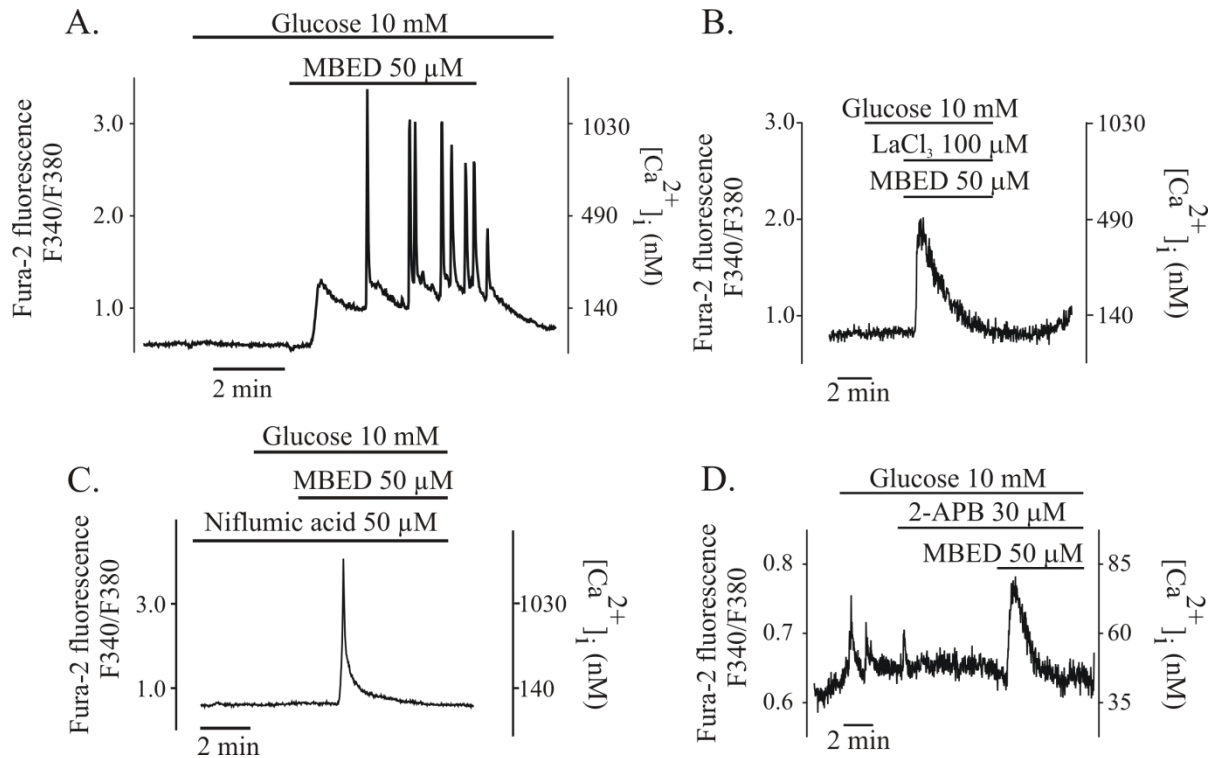 A.
Glucose 10 mM
MBED 50 µM
Fura-2 fluorescence
F340/F380
3.0
2.0
1.0
1030
490
140
[Ca2+]i (nM)
2 min
B.
Glucose 10 mM
LaCl3 100 µM
MBED 50 µM
Fura-2 fluorescence
F340/F380
3.0
2.0
1.0
1030
490
140
[Ca2+]i (nM)
2 min
C.
Glucose 10 mM
MBED 50 µM
Niflumic acid 50 µM
Fura-2 fluorescence
F340/F380
3.0
1.0
1030
140
[Ca2+]i (nM)
2 min
D.
Glucose 10 mM
2-APB 30 µM
MBED 50 µM
Fura-2 fluorescence
F340/F380
0.8
0.7
0.6
85
60
35
[Ca2+]i (nM)
2 min